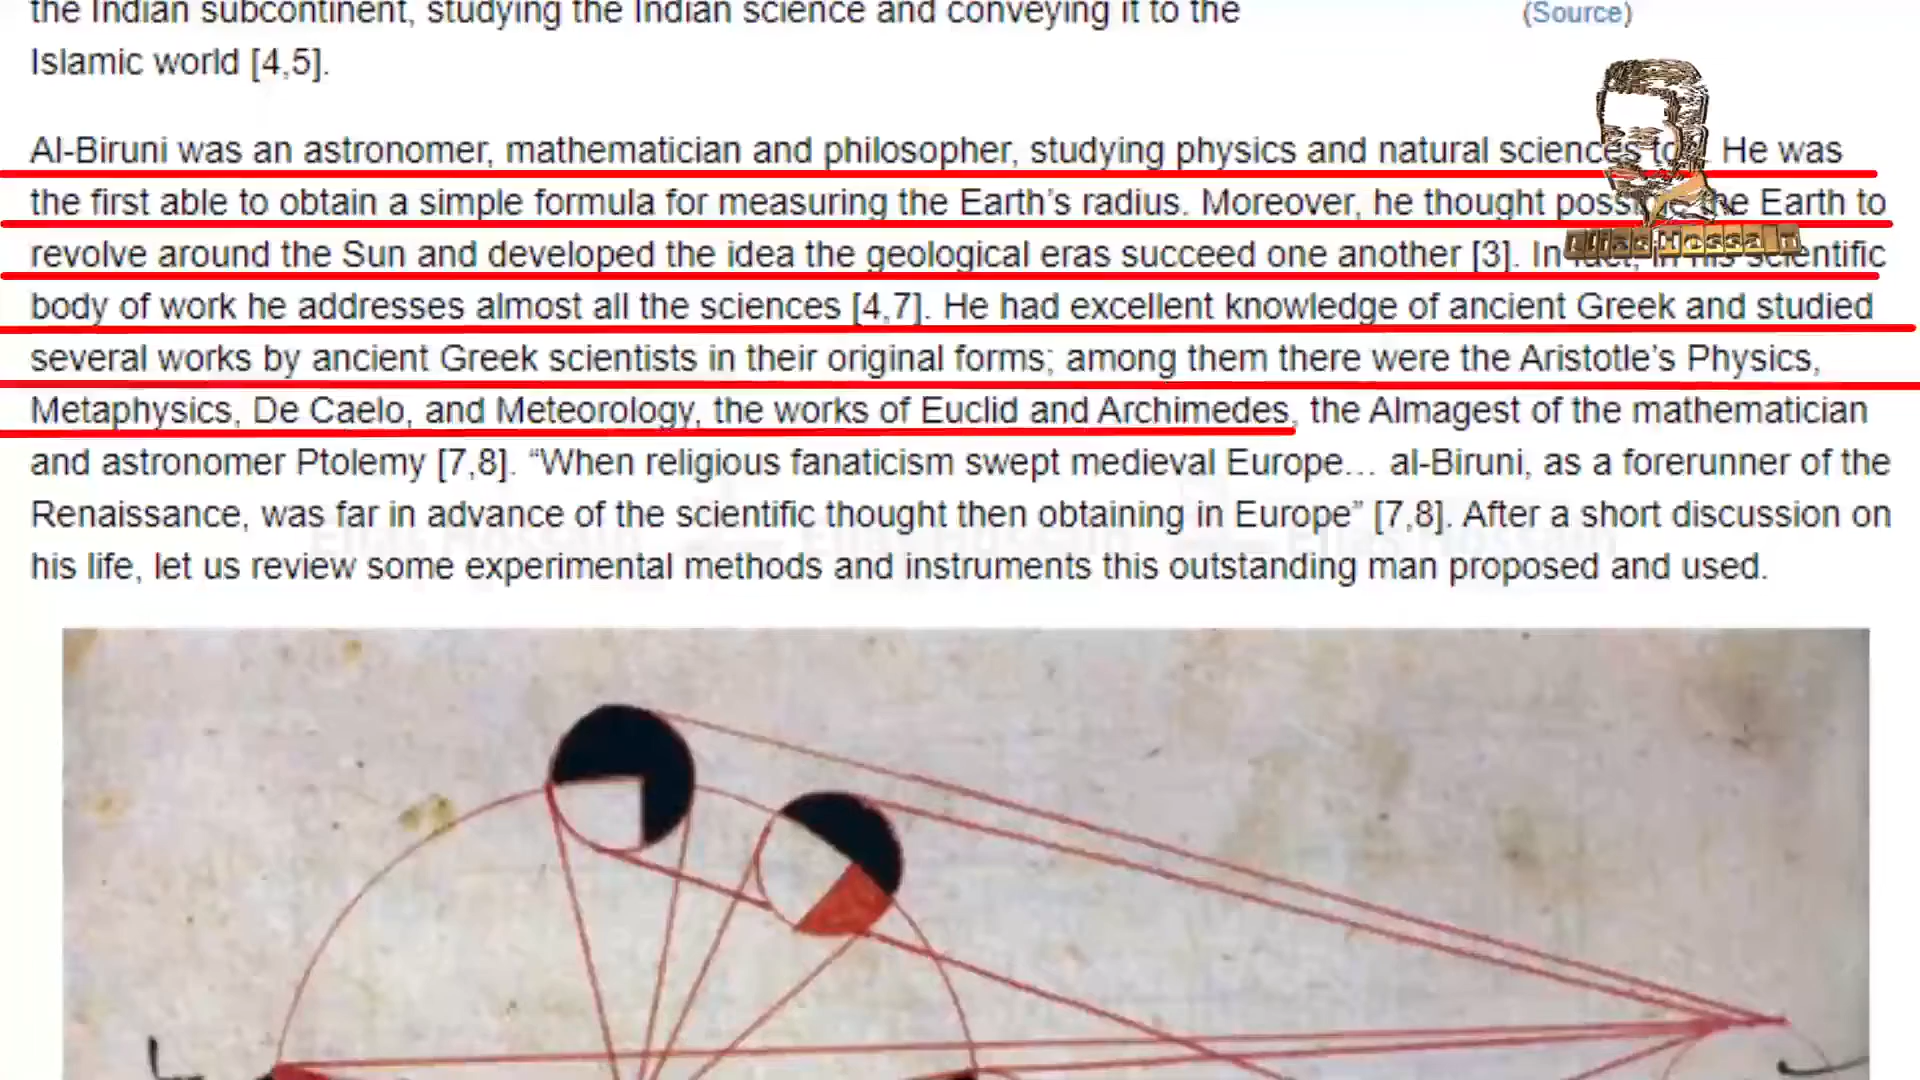 the Indian subcontinent, studying the Indian science and conveying it to the
(Source)
Islamic world [4,5].
Al-Biruni was an astronomer, mathematician and philosopher, studying physics and natural sciences He was
the first able to obtain a simple formula for measuring the Earth's radius. Moreover, he thought Earth to
revolve around the Sun and developed the idea the geological eras succeed one another [3]. In
Elias Hossain
body of work he addresses almost all the sciences [4,7]. He had excellent knowledge of ancient Greek and studied
several works by ancient Greek scientists in their original forms; among them there were the Aristotle's Physics,
Metaphysics, De Caelo, and Meteorology, the works of Euclid and Archimedes, the Almagest of the mathematician
and astronomer Ptolemy [7,8]. “When religious fanaticism swept medieval Europe... al-Biruni, as a forerunner of the
Renaissance, was far in advance of the scientific thought then obtaining in Europe” [7,8]. After a short discussion on
his life, let us review some experimental methods and instruments this outstanding man proposed and used.